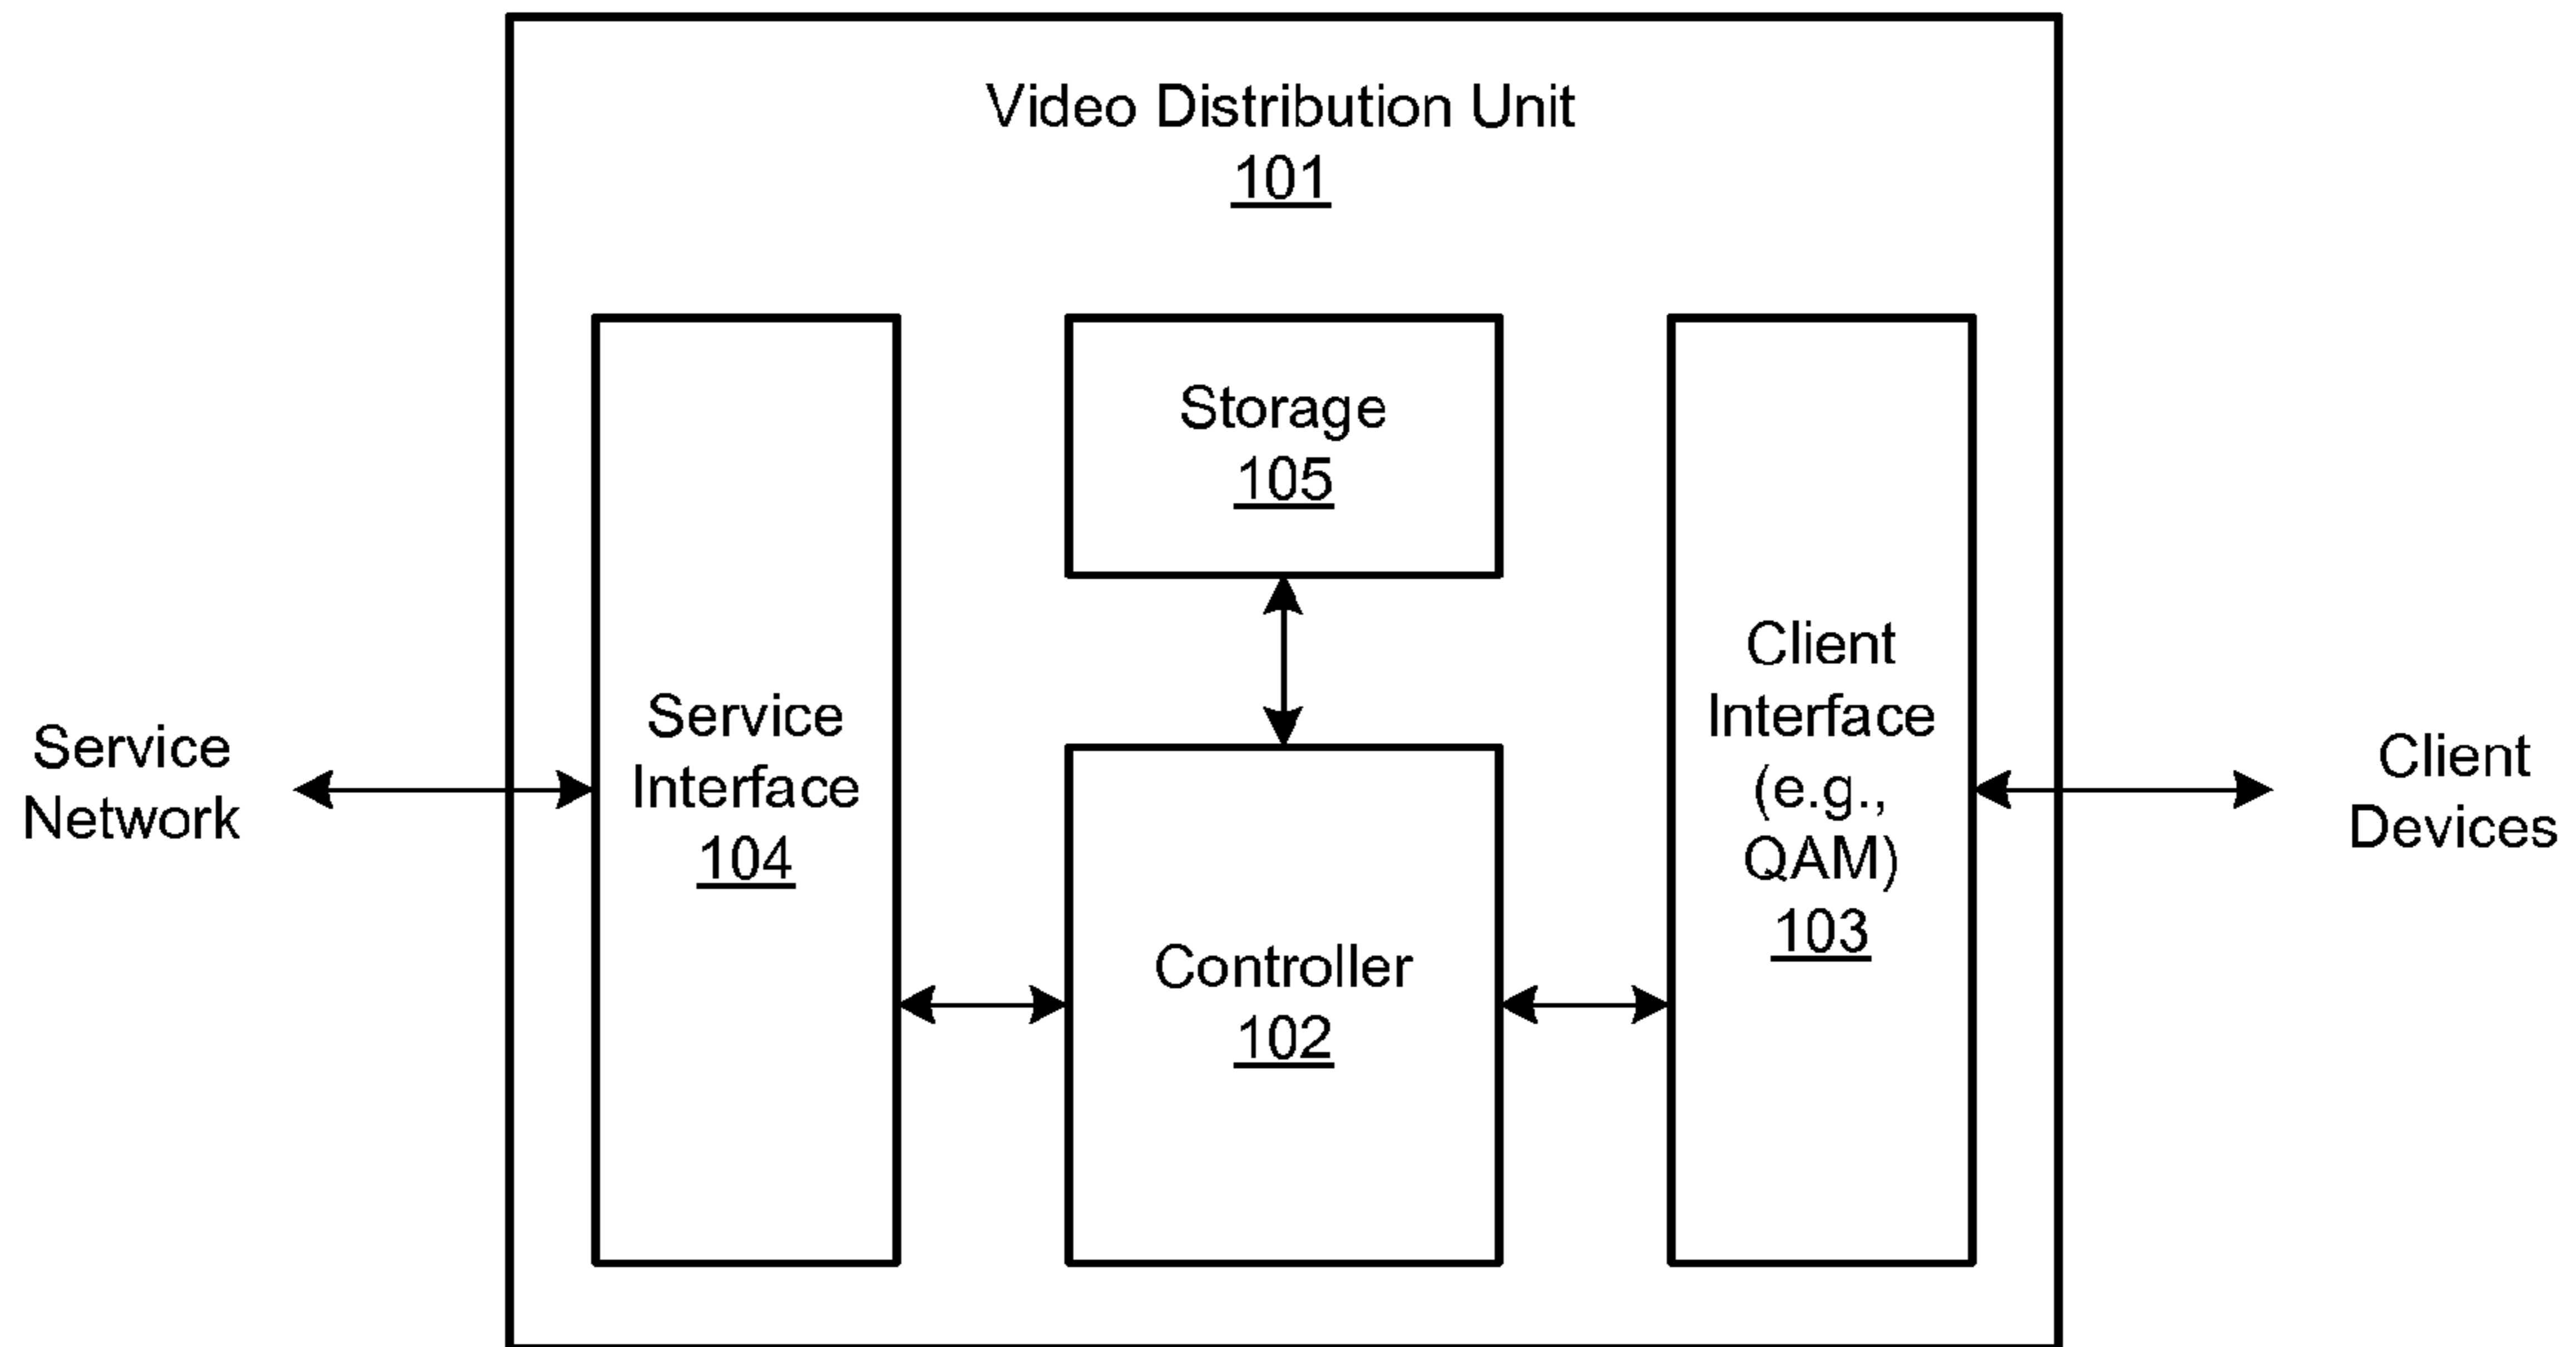 Video Distribution Unit
101
Storage
105
Service
Interface
104
Controller
102
Client
Interface
(e.g.,
QAM)
103
Service
Network
Client
Devices